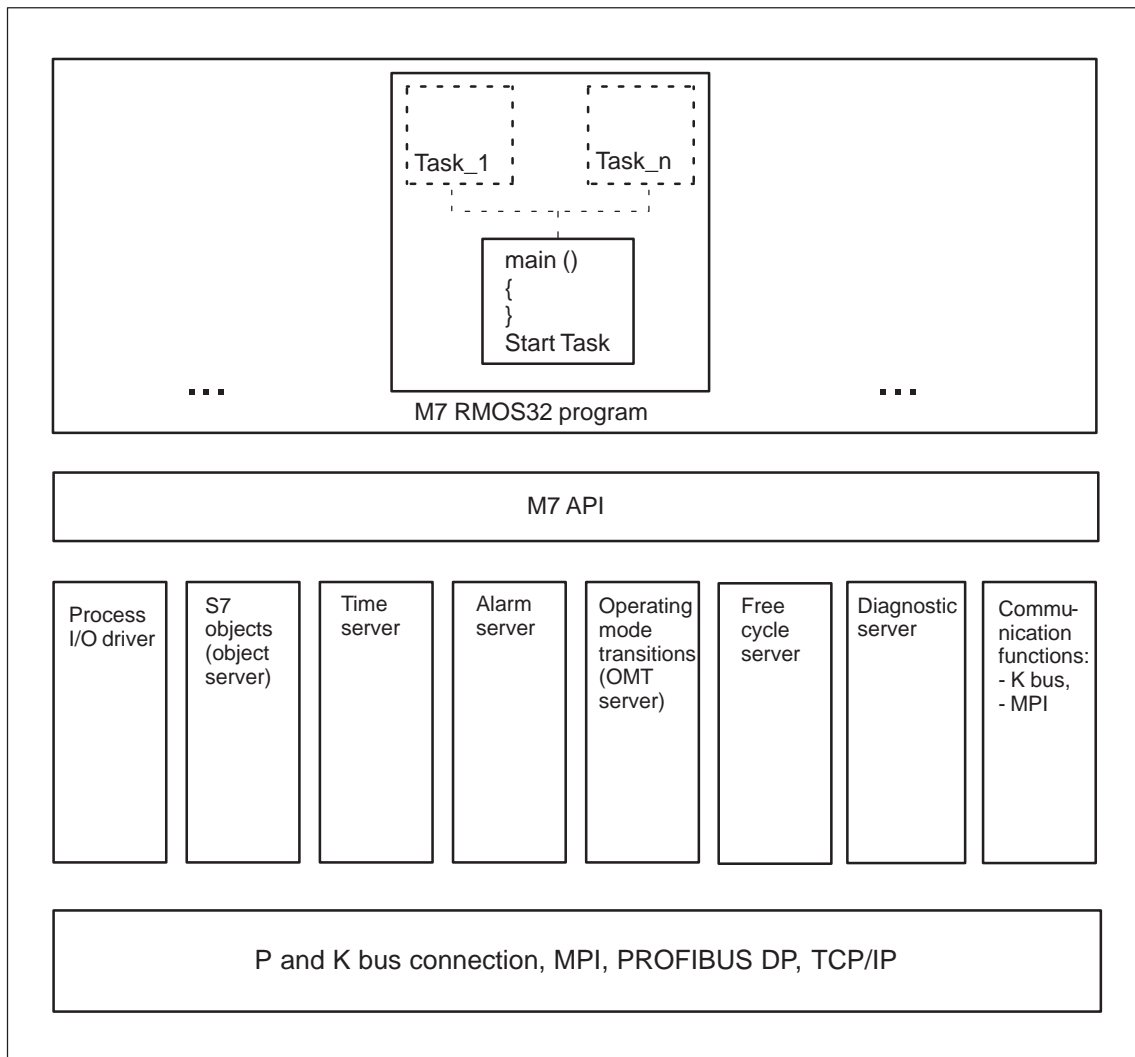 Task_1
Task_n
main ()
{
}
Start Task
...
...
M7 RMOS32 program
M7 API
Process
I/O driver
S7
objects
(object
server)
Time
server
Alarm
server
Operating
mode
transitions
(OMT
server)
Free
cycle
server
Diagnostic
server
Commu-
nication
functions:
- K bus,
- MPI
P and K bus connection, MPI, PROFIBUS DP, TCP/IP